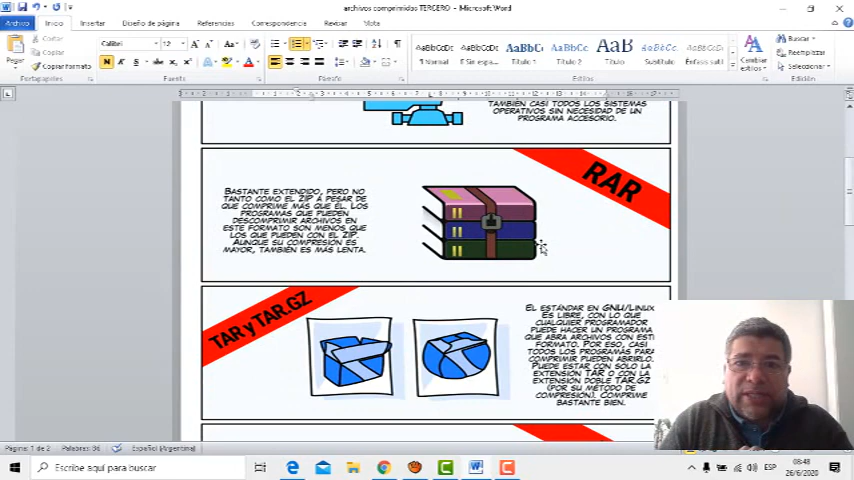 archivos comprimidos TERCERO - Microsoft Word
Archivo Inicio Insertar Diseño de página Referencias Correspondencia Revisar Vista Mota
Cortar
Copiar
Copiar formato
Pegar
Portapapeles
Calibri 12
Fuente
Párrafo
AaBbCcDc AaBbCcDc AaBbC AaBbCc AaB AaBbCcL AaBbCcDt
¶ Normal ¶ Sin espa... Título 1 Título 2 Título Subtítulo Énfasis sutil
Cambiar estilos
Estilos
Buscar
Reemplazar
Seleccionar
Edición
TAMBIÉN CASI TODOS LOS SISTEMAS
OPERATIVOS SIN NECESIDAD DE UN
PROGRAMA ACCESORIO.
RAR
BASTANTE EXTENDIDO, PERO NO
TANTO COMO EL ZIP A PESAR DE
QUE COMPRIME MÁS QUE ÉL. LOS
PROGRAMAS QUE PUEDEN
DESCOMPRIMIR ARCHIVOS EN
ESTE FORMATO SON MENOS QUE
LOS QUE PUEDEN CON EL ZIP.
AUNQUE SU COMPRESIÓN ES
MAYOR, TAMBIÉN ES MÁS LENTA.
TAR Y TAR.GZ
EL ESTÁNDAR EN GNU/LINUX
ES LIBRE, CON LO QUE
CUALQUIER PROGRAMADOR
PUEDE HACER UN PROGRAMA
QUE ABRA ARCHIVOS CON ESTE
FORMATO. POR ESO, CASI
TODOS LOS PROGRAMAS PARA
COMPRIMIR PUEDEN ABRIRLO.
PUEDE ESTAR CON SOLO LA
EXTENSIÓN TAR O CON LA
EXTENSIÓN DOBLE TAR.GZ
(POR SU MÉTODO DE
COMPRESIÓN). COMPRIME
BASTANTE BIEN.
Página: 1 de 2 Palabras: 86 Español (Argentina)
Escribe aquí para buscar
ESP
08:48
26/6/2020